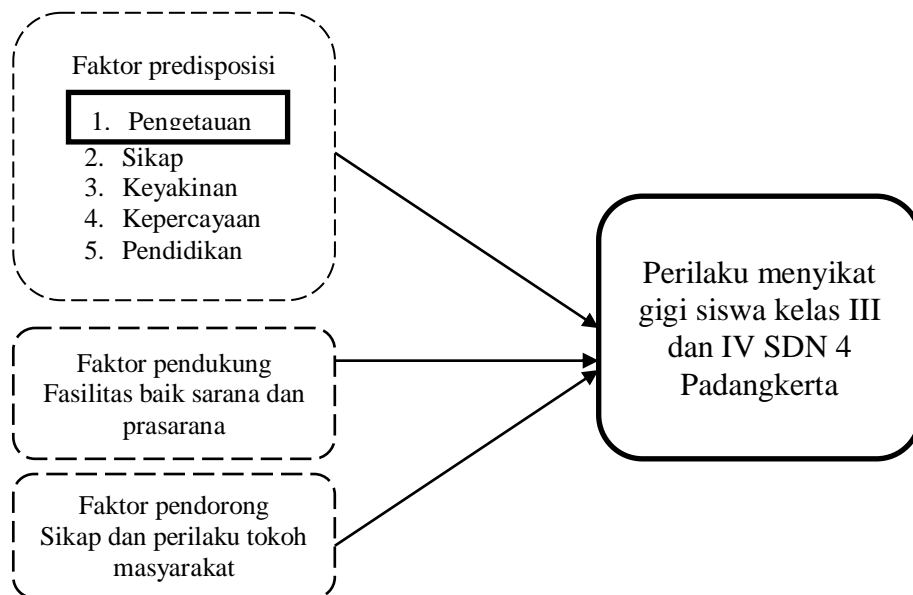 Faktor predisposisi
1. Pengetauan
2. Sikap
3. Keyakinan
4. Kepercayaan
5. Pendidikan
Faktor pendukung
Fasilitas baik sarana dan
prasarana
Faktor pendorong
Sikap dan perilaku tokoh
masyarakat
Perilaku menyikat
gigi siswa kelas III
dan IV SDN 4
Padangkerta